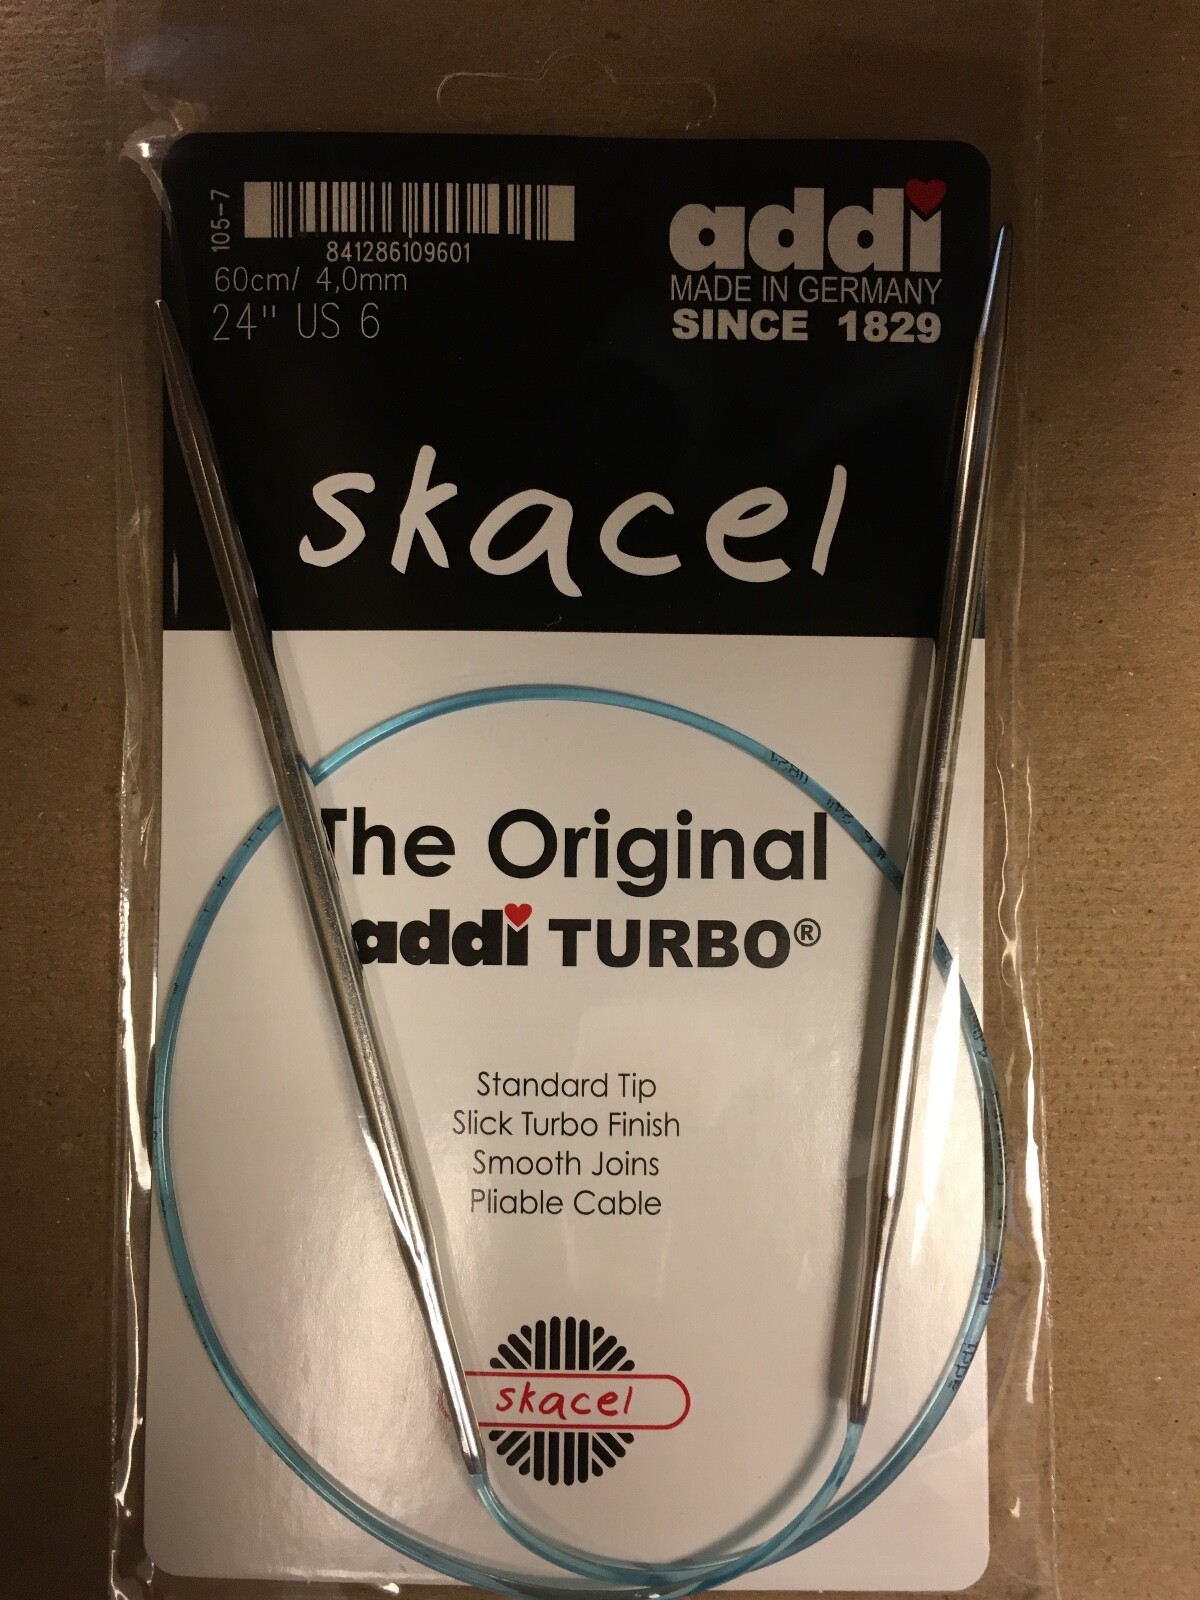 105-7
841286109601
60cm/ 4,0mm
24" US 6
addi
MADE IN GERMANY
SINCE 1829
skacel
The Original
addi TURBO®
Standard Tip
Slick Turbo Finish
Smooth Joins
Pliable Cable
skacel
addi